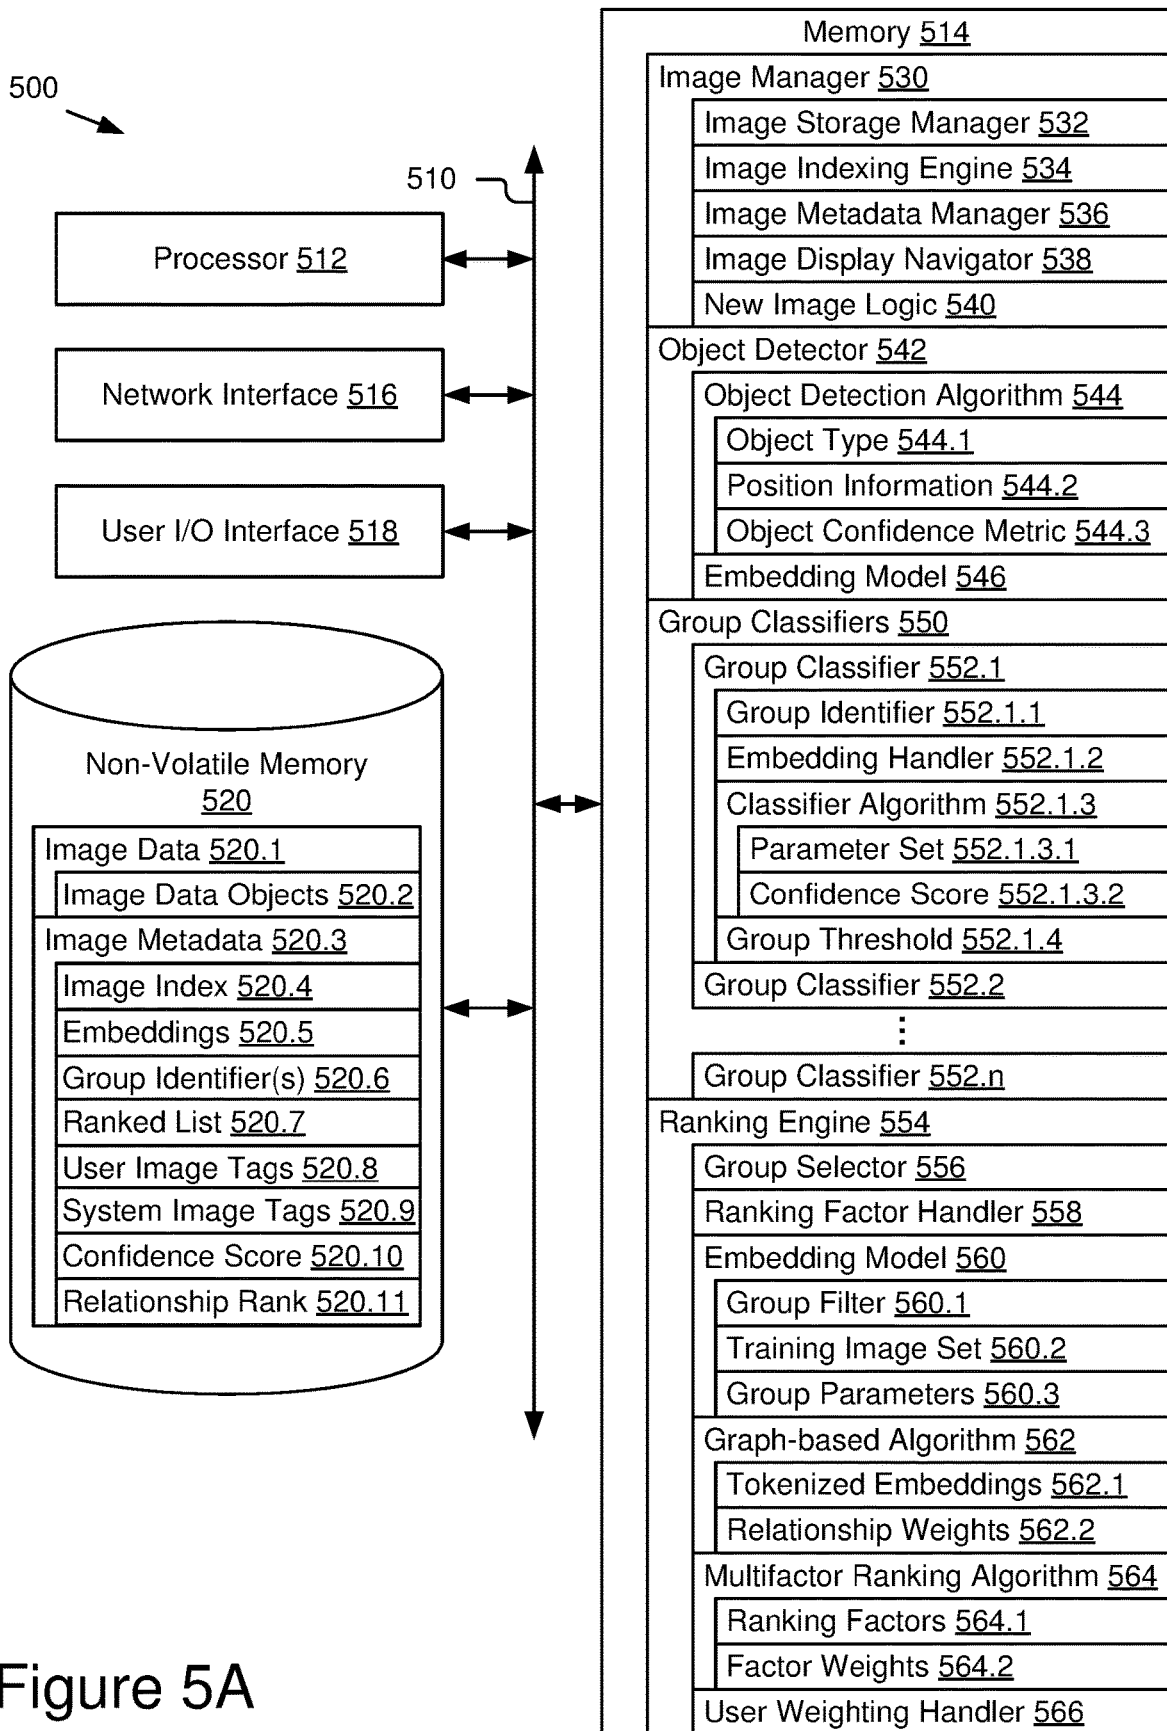 500
510
Processor 512
Network Interface 516
User I/O Interface 518
Non-Volatile Memory
520
Image Data 520.1
Image Data Objects 520.2
Image Metadata 520.3
Image Index 520.4
Embeddings 520.5
Group Identifier(s) 520.6
Ranked List 520.7
User Image Tags 520.8
System Image Tags 520.9
Confidence Score 520.10
Relationship Rank 520.11
Memory 514
Image Manager 530
Image Storage Manager 532
Image Indexing Engine 534
Image Metadata Manager 536
Image Display Navigator 538
New Image Logic 540
Object Detector 542
Object Detection Algorithm 544
Object Type 544.1
Position Information 544.2
Object Confidence Metric 544.3
Embedding Model 546
Group Classifiers 550
Group Classifier 552.1
Group Identifier 552.1.1
Embedding Handler 552.1.2
Classifier Algorithm 552.1.3
Parameter Set 552.1.3.1
Confidence Score 552.1.3.2
Group Threshold 552.1.4
Group Classifier 552.2
⋮
Group Classifier 552.n
Ranking Engine 554
Group Selector 556
Ranking Factor Handler 558
Embedding Model 560
Group Filter 560.1
Training Image Set 560.2
Group Parameters 560.3
Graph-based Algorithm 562
Tokenized Embeddings 562.1
Relationship Weights 562.2
Multifactor Ranking Algorithm 564
Ranking Factors 564.1
Factor Weights 564.2
User Weighting Handler 566
Figure 5A